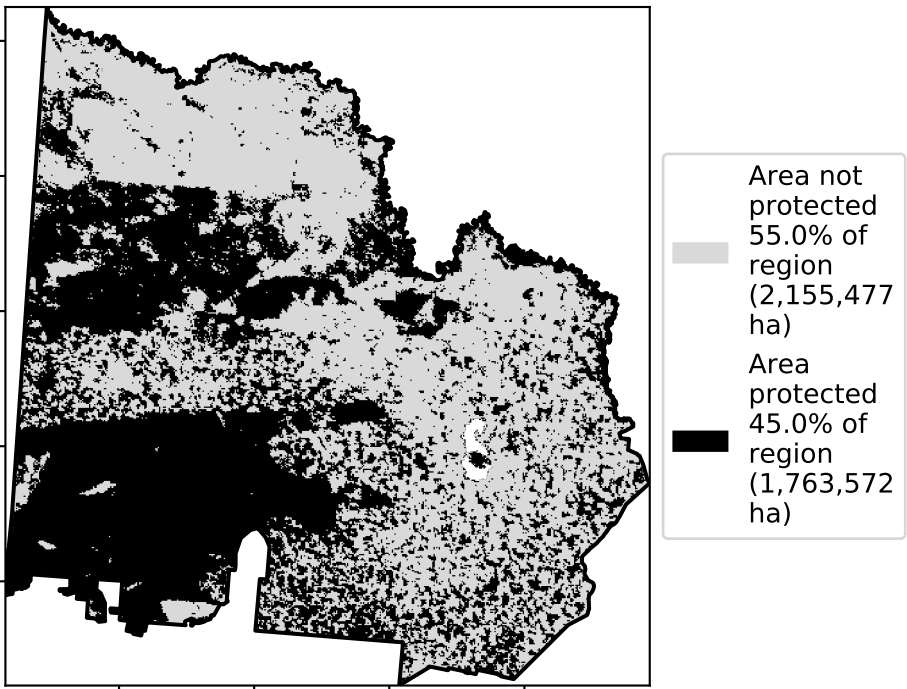 Area not
protected
55.0% of
region
(2,155,477
ha)
Area
protected
45.0% of
region
(1,763,572
ha)